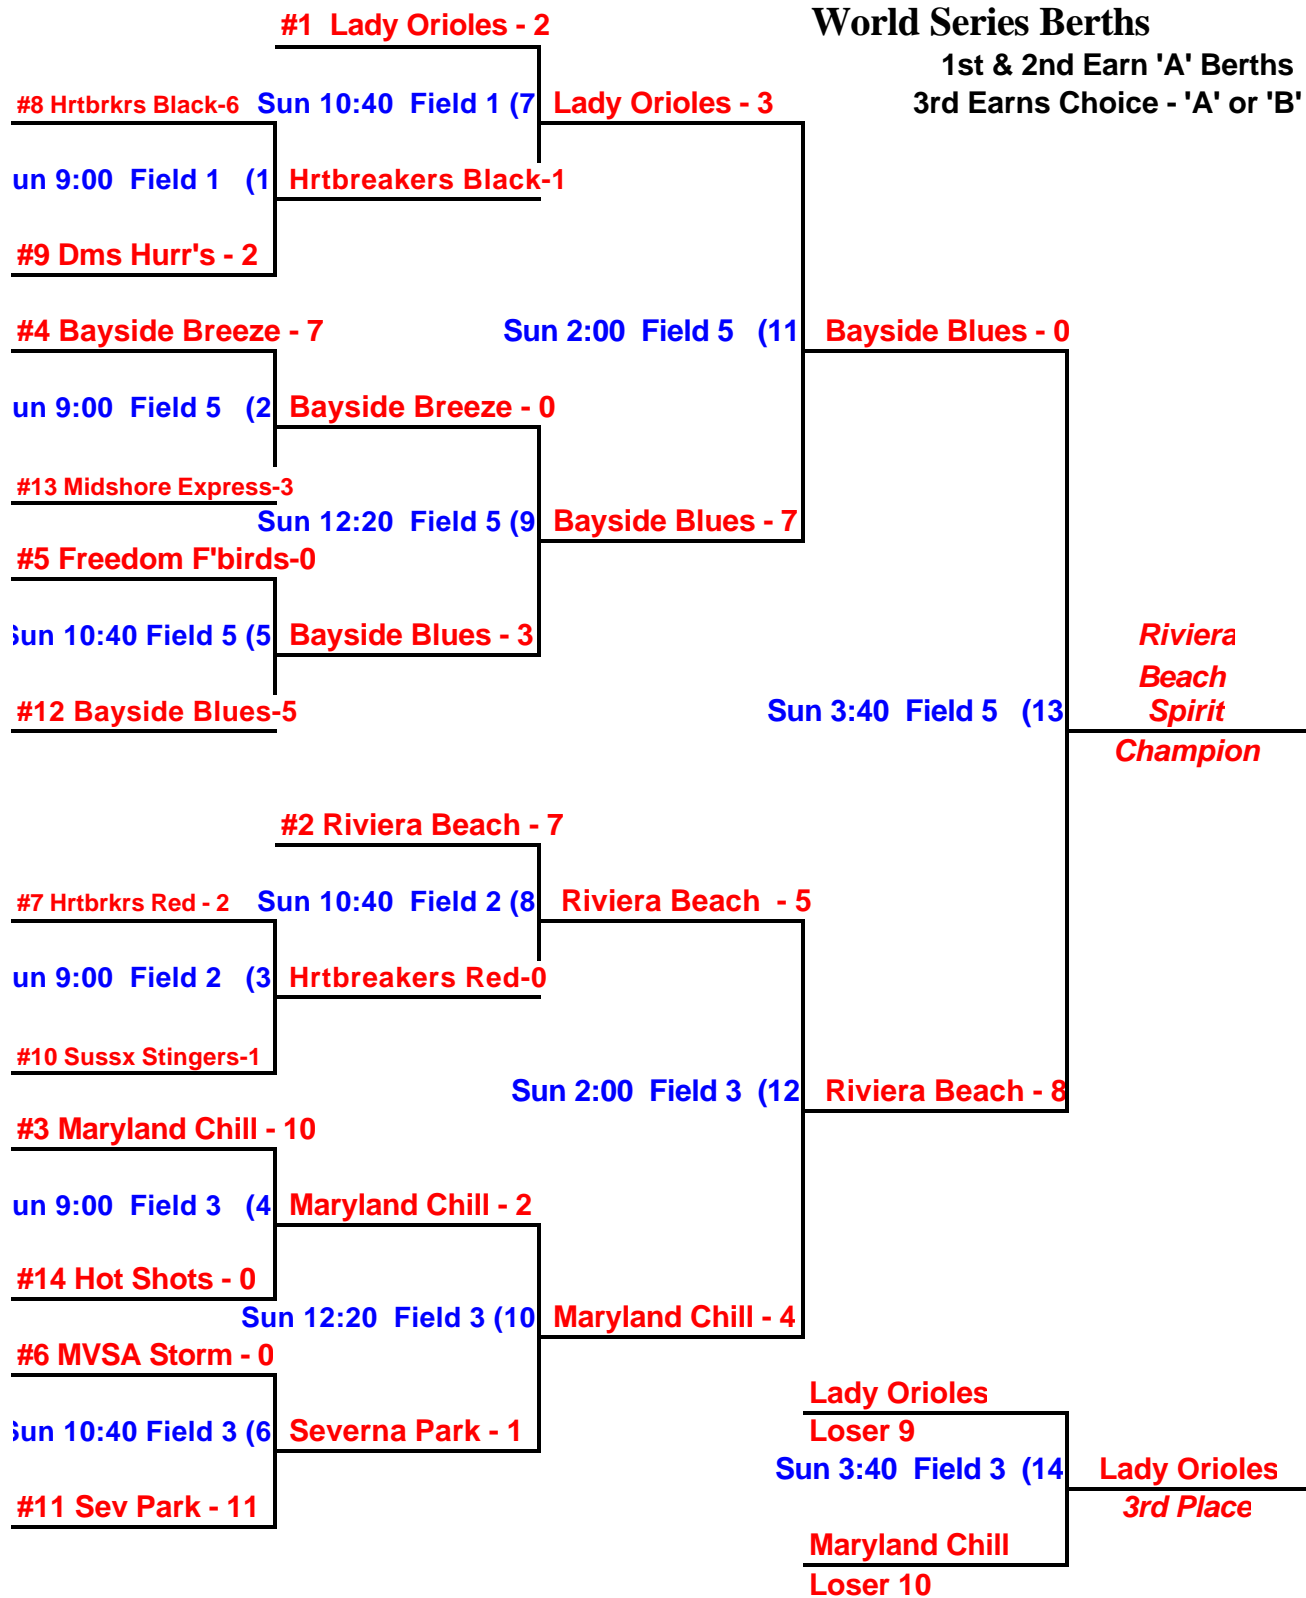 #1  Lady Orioles - 2
World Series Berths
1st & 2nd Earn 'A' Berths
3rd Earns Choice - 'A' or 'B'
#8 Hrtbrkrs Black-6
Sun 10:40  Field 1 (7
Lady Orioles - 3
un 9:00  Field 1   (1
Hrtbreakers Black-1
#9 Dms Hurr's - 2
#4 Bayside Breeze - 7
Sun 2:00  Field 5   (11
Bayside Blues - 0
un 9:00  Field 5   (2
Bayside Breeze - 0
#13 Midshore Express-3
Sun 12:20  Field 5 (9
Bayside Blues - 7
#5 Freedom F'birds-0
Sun 10:40 Field 5 (5
Bayside Blues - 3
#12 Bayside Blues-5
Riviera
Beach
Spirit
Champion
Sun 3:40  Field 5   (13
#2 Riviera Beach - 7
#7 Hrtbrkrs Red - 2
Sun 10:40  Field 2 (8
Riviera Beach  - 5
un 9:00  Field 2   (3
Hrtbreakers Red-0
#10 Sussx Stingers-1
Sun 2:00  Field 3  (12
Riviera Beach - 8
#3 Maryland Chill - 10
un 9:00  Field 3   (4
Maryland Chill - 2
#14 Hot Shots - 0
Sun 12:20  Field 3 (10
Maryland Chill - 4
#6 MVSA Storm - 0
Sun 10:40 Field 3 (6
Severna Park - 1
#11 Sev Park - 11
Lady Orioles
Loser 9
Sun 3:40  Field 3  (14
Lady Orioles
3rd Place
Maryland Chill
Loser 10